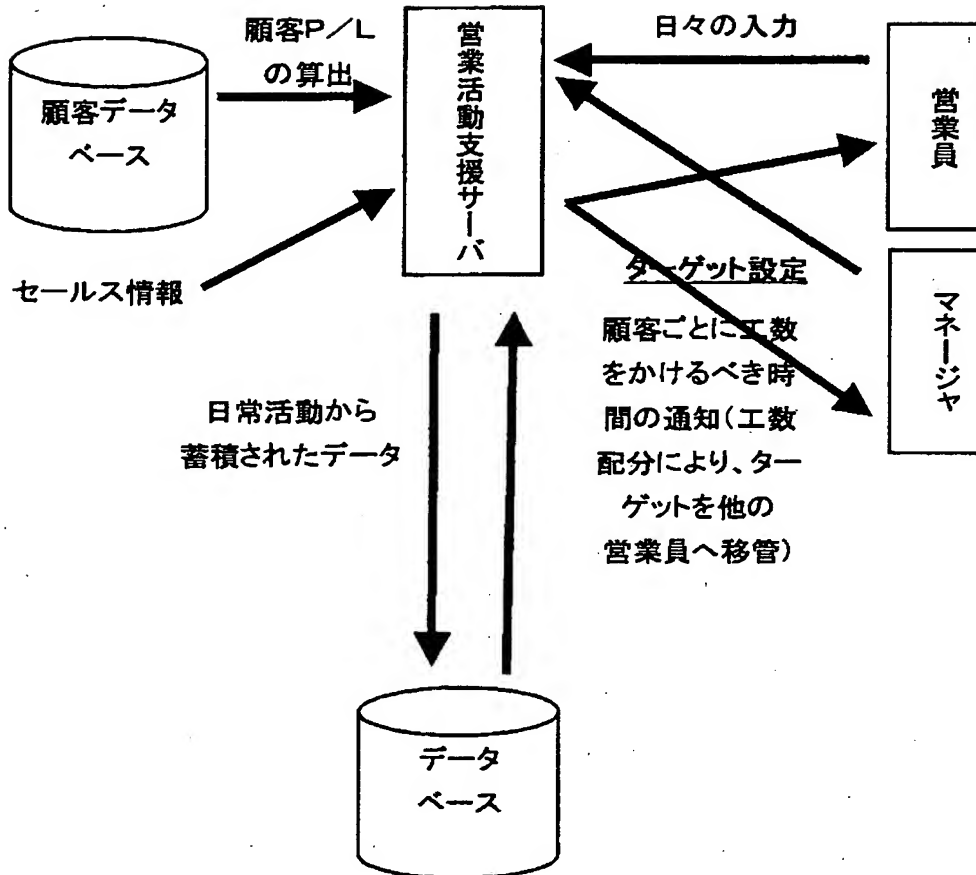 顧客P／L
の算出
顧客データ
ベース
セールス情報
営業活動支援サーバ
日々の入力
営業員
マネージャ
ターゲット設定
顧客ごとに工数
をかけるべき時
間の通知(工数
配分により、ター
ゲットを他の
営業員へ移管)
日常活動から
蓄積されたデータ
データ
ベース